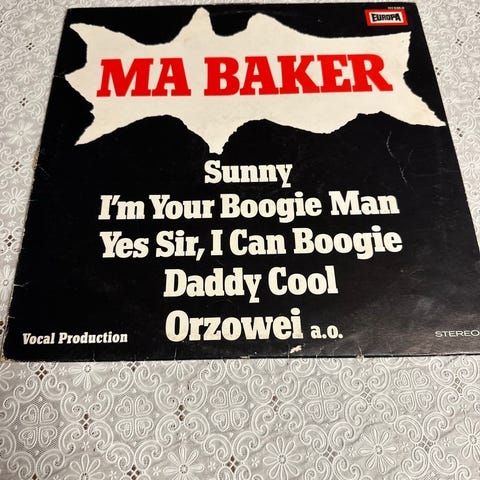 EUROPA
MA BAKER
Sunny
I'm Your Boogie Man
Yes Sir, I Can Boogie
Daddy Cool
Orzowei a.o.
Vocal Production
STEREO